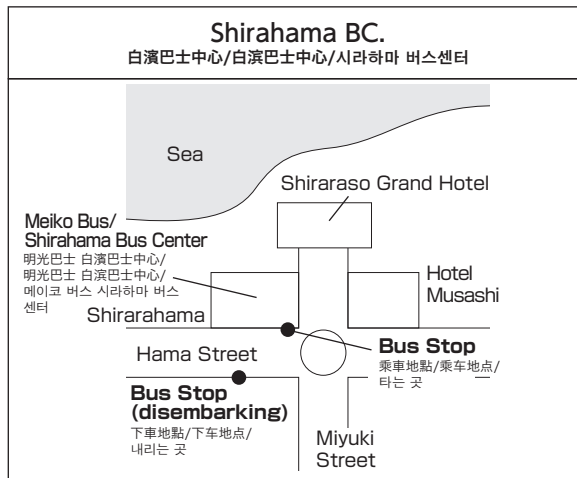 Shirahama BC.
白濱巴士中心/白滨巴士中心/시라하마 버스센터
Sea
Shiraraso Grand Hotel
Meiko Bus/
Shirahama Bus Center
明光巴士 白濱巴士中心/
明光巴士 白滨巴士中心/
메이코 버스 시라하마 버스
센터
Hotel
Musashi
Shirarahama
Hama Street
Bus Stop
乘車地點/乘车地点/
타는 곳
Bus Stop
(disembarking)
下車地點/下车地点/
내리는 곳
Miyuki
Street